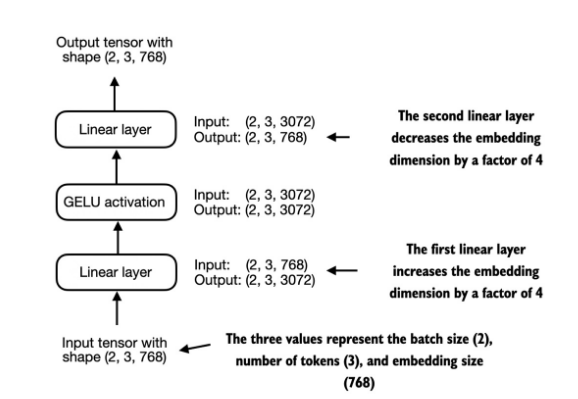 Output tensor with
shape (2, 3, 768)
Linear layer
Input: (2, 3, 3072)
Output: (2, 3, 768)
The second linear layer
decreases the embedding
dimension by a factor of 4
GELU activation
Input: (2, 3, 3072)
Output: (2, 3, 3072)
Linear layer
Input: (2, 3, 768)
Output: (2, 3, 3072)
The first linear layer
increases the embedding
dimension by a factor of 4
Input tensor with
shape (2, 3, 768)
The three values represent the batch size (2),
number of tokens (3), and embedding size
(768)